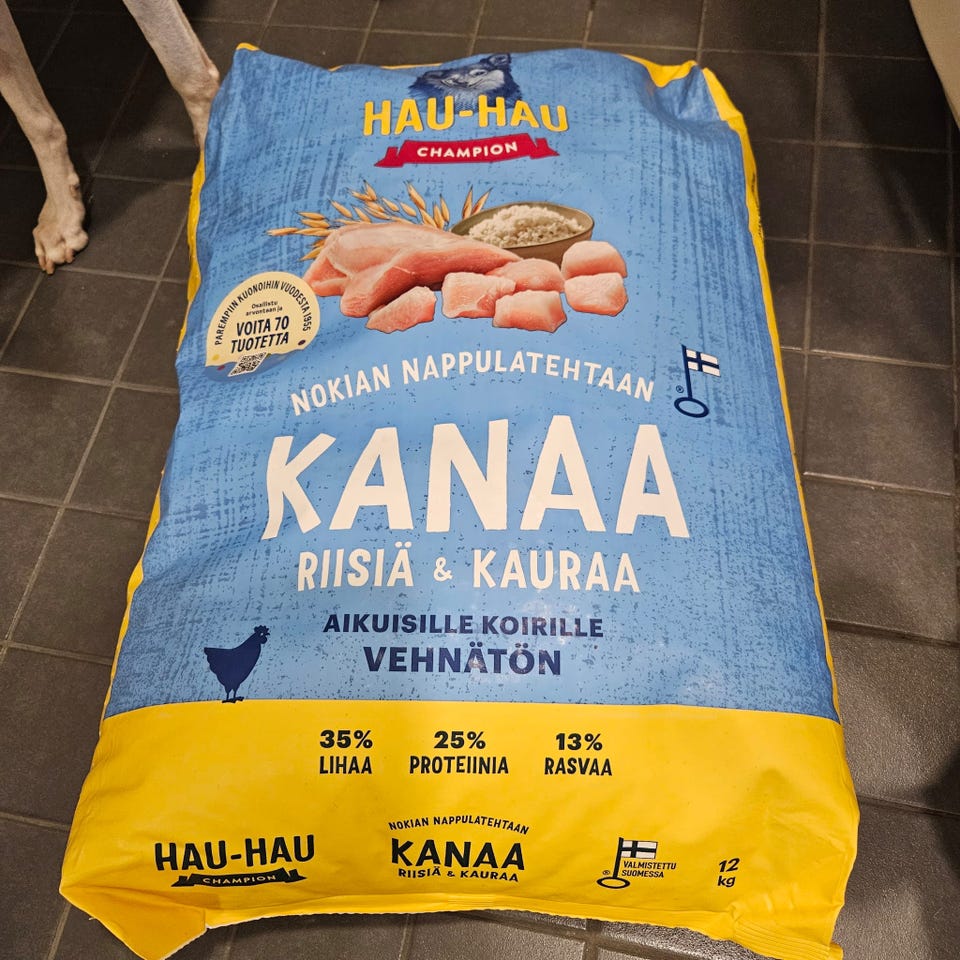 HAU-HAU
CHAMPION
PAREMPIIN KUONOIHIN VUODESTA 1955
Osallistu
arvontaan ja
VOITA 70
TUOTETTA
NOKIAN NAPPULATEHTAAN
®
KANAA
RIISIÄ & KAURAA
AIKUISILLE KOIRILLE
VEHNÄTÖN
35% 25% 13%
LIHAA PROTEIINIA RASVAA
HAU-HAU
CHAMPION
NOKIAN NAPPULATEHTAAN
KANAA
RIISIÄ & KAURAA
®
VALMISTETTU
SUOMESSA
12
kg